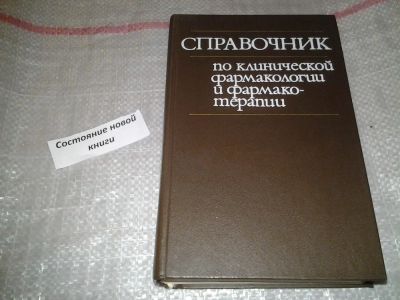 СПРАВОЧНИК
по клинической
фармакологии
и фармако-
терапии
Состояние новой
книги